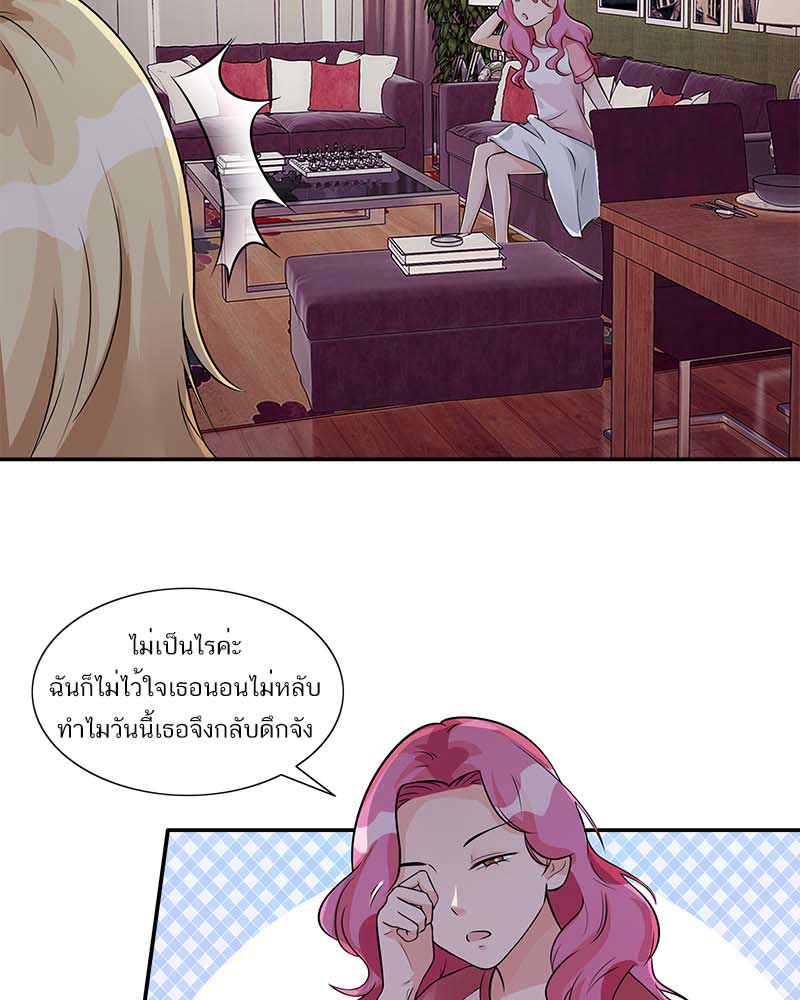 ไม่เป็นไรค่ะ
ฉันก็ไม่ไว้ใจเธอนอนไม่หลับ
ทำไมวันนี้เธอจึงกลับดึกจัง